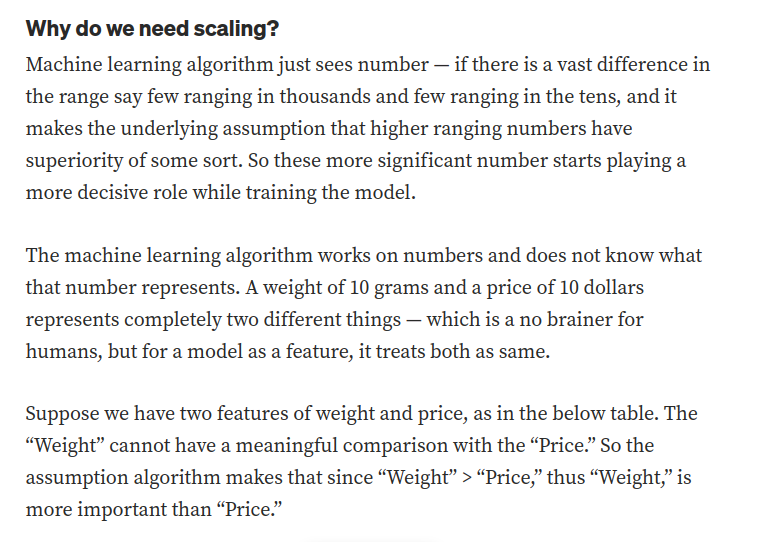 Why do we need scaling?
Machine learning algorithm just sees number — if there is a vast difference in
the range say few ranging in thousands and few ranging in the tens, and it
makes the underlying assumption that higher ranging numbers have
superiority of some sort. So these more significant number starts playing a
more decisive role while training the model.
The machine learning algorithm works on numbers and does not know what
that number represents. A weight of 10 grams and a price of 10 dollars
represents completely two different things — which is a no brainer for
humans, but for a model as a feature, it treats both as same.
Suppose we have two features of weight and price, as in the below table. The
“Weight” cannot have a meaningful comparison with the “Price.” So the
assumption algorithm makes that since “Weight” > “Price,” thus “Weight,” is
more important than “Price.”